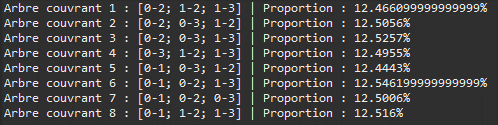 Arbre couvrant 1 : [0-2; 1-2; 1-3] | Proportion : 12.466099999999999%
Arbre couvrant 2 : [0-2; 0-3; 1-3] | Proportion : 12.5056%
Arbre couvrant 3 : [0-2; 0-3; 1-2] | Proportion : 12.5257%
Arbre couvrant 4 : [0-3; 1-2; 1-3] | Proportion : 12.4955%
Arbre couvrant 5 : [0-1; 0-3; 1-2] | Proportion : 12.4443%
Arbre couvrant 6 : [0-1; 0-2; 1-3] | Proportion : 12.546199999999999%
Arbre couvrant 7 : [0-1; 0-2; 0-3] | Proportion : 12.5006%
Arbre couvrant 8 : [0-1; 1-2; 1-3] | Proportion : 12.516%